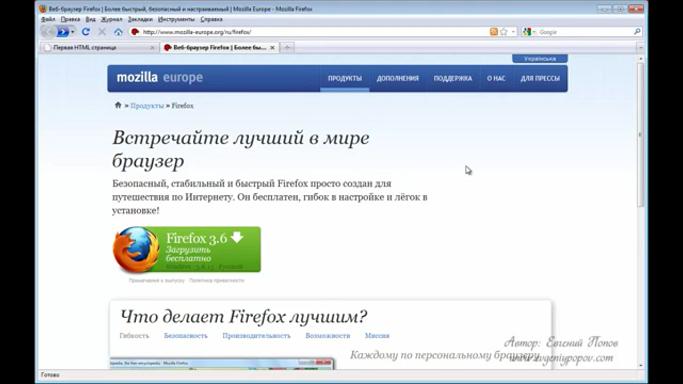 Веб-браузер Firefox | Более быстрый, безопасный и настраиваемый | Mozilla Europe - Mozilla Firefox
Файл Правка Вид Журнал Закладки Инструменты Справка
http://www.mozilla-europe.org/ru/firefox/
Google
Первая HTML страница
Веб-браузер Firefox | Более бы...
Українська
mozilla europe
ПРОДУКТЫ ДОПОЛНЕНИЯ ПОДДЕРЖКА О НАС ДЛЯ ПРЕССЫ
» Продукты » Firefox
Встречайте лучший в мире
браузер
Безопасный, стабильный и быстрый Firefox просто создан для
путешествия по Интернету. Он бесплатен, гибок в настройке и лёгок в
установке!
Firefox 3.6
Загрузить
бесплатно
Примечания к выпуску Политика приватности
Что делает Firefox лучшим?
Гибкость Безопасность Производительность Возможности Миссия
Каждому по персональному браузеру
Автор: Евгений Попов
www.evgeniypopov.com
Готово